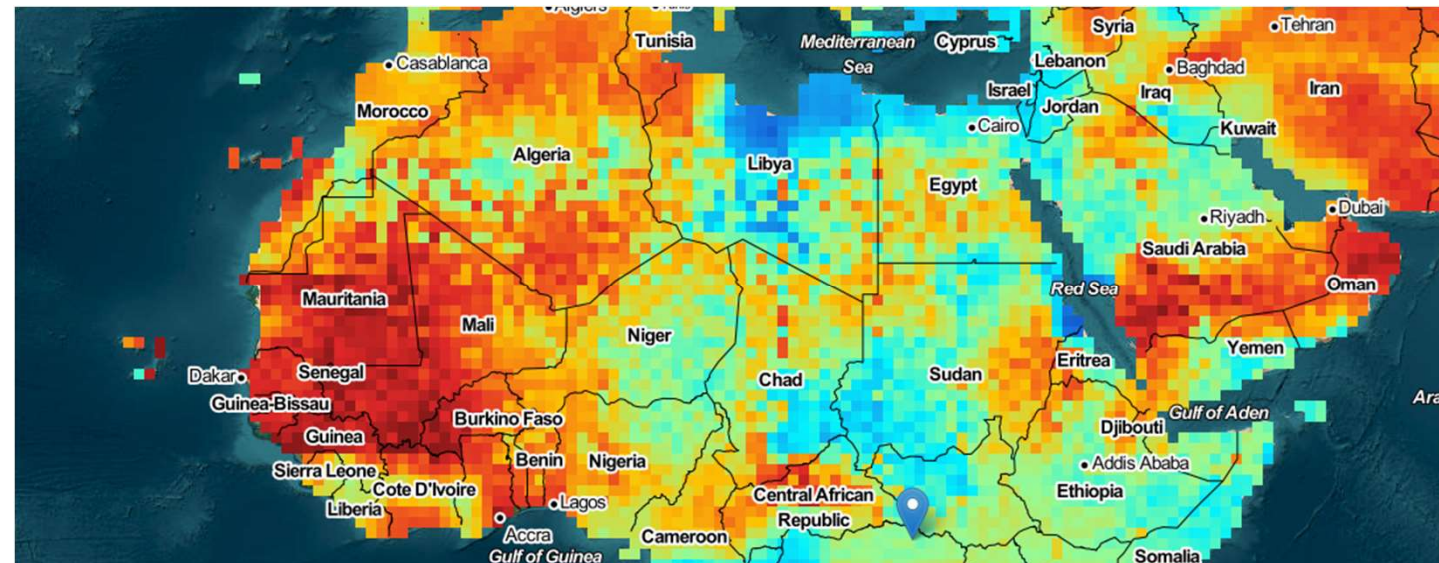 Algiers
Tunisia
Mediterranean
Sea
Cyprus
Syria
Tehran
Casablanca
Lebanon
Baghdad
Israel
Iraq
Iran
Morocco
Jordan
Cairo
Kuwait
Algeria
Libya
Egypt
Riyadh
Dubai
Saudi Arabia
Mauritania
Red Sea
Oman
Mali
Niger
Yemen
Dakar
Senegal
Chad
Sudan
Eritrea
Guinea-Bissau
Burkino Faso
Gulf of Aden
Ara
Guinea
Djibouti
Sierra Leone
Benin
Nigeria
Addis Ababa
Cote D'Ivoire
Central African
Republic
Ethiopia
Liberia
Lagos
Accra
Cameroon
Gulf of Guinea
Somalia